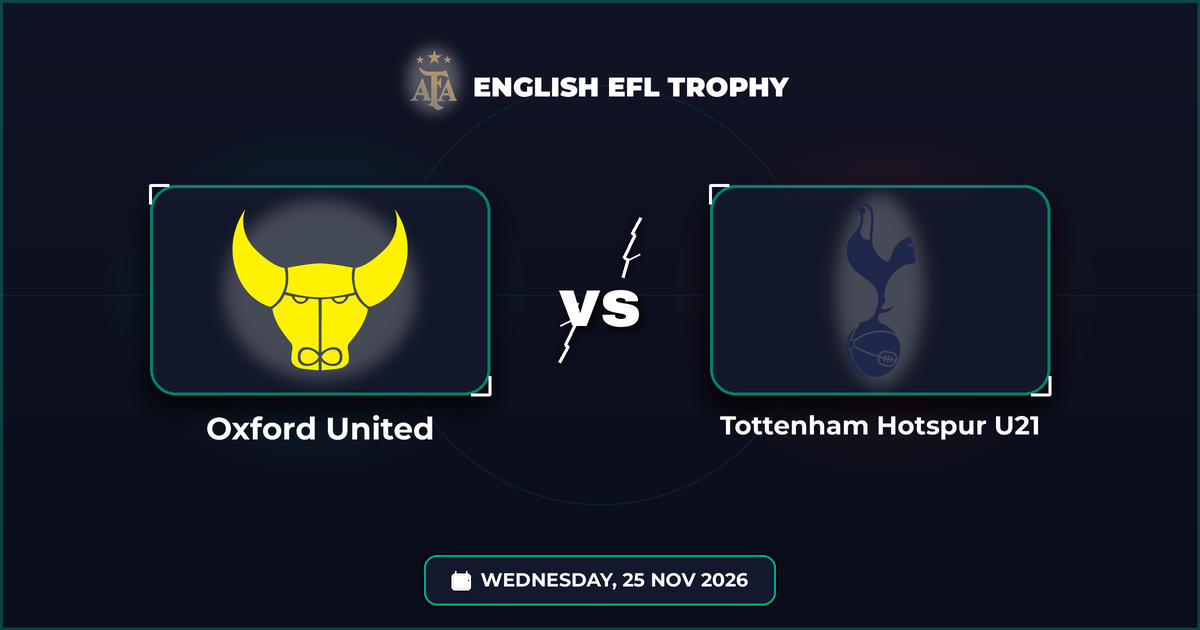 AFA
ENGLISH EFL TROPHY
VS
Oxford United
Tottenham Hotspur U21
WEDNESDAY, 25 NOV 2026